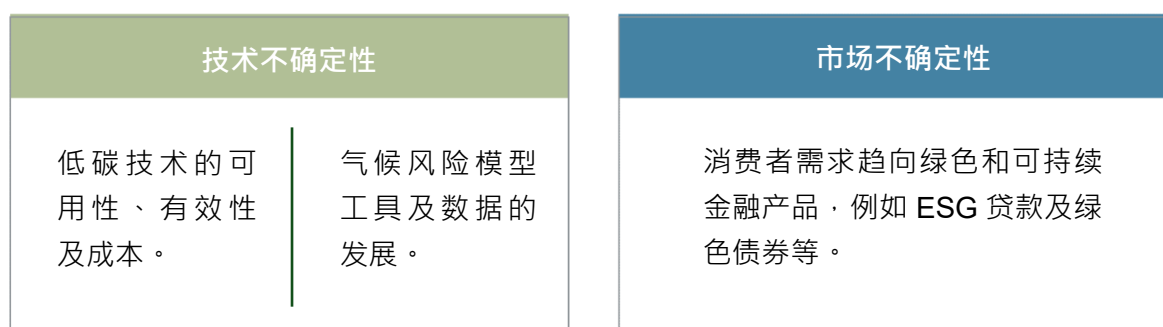 技术不确定性
低碳技术的可
用性、有效性
及成本。
气候风险模型
工具及数据的
发展。
市场不确定性
消费者需求趋向绿色和可持续
金融产品，例如 ESG 贷款及绿
色债券等。